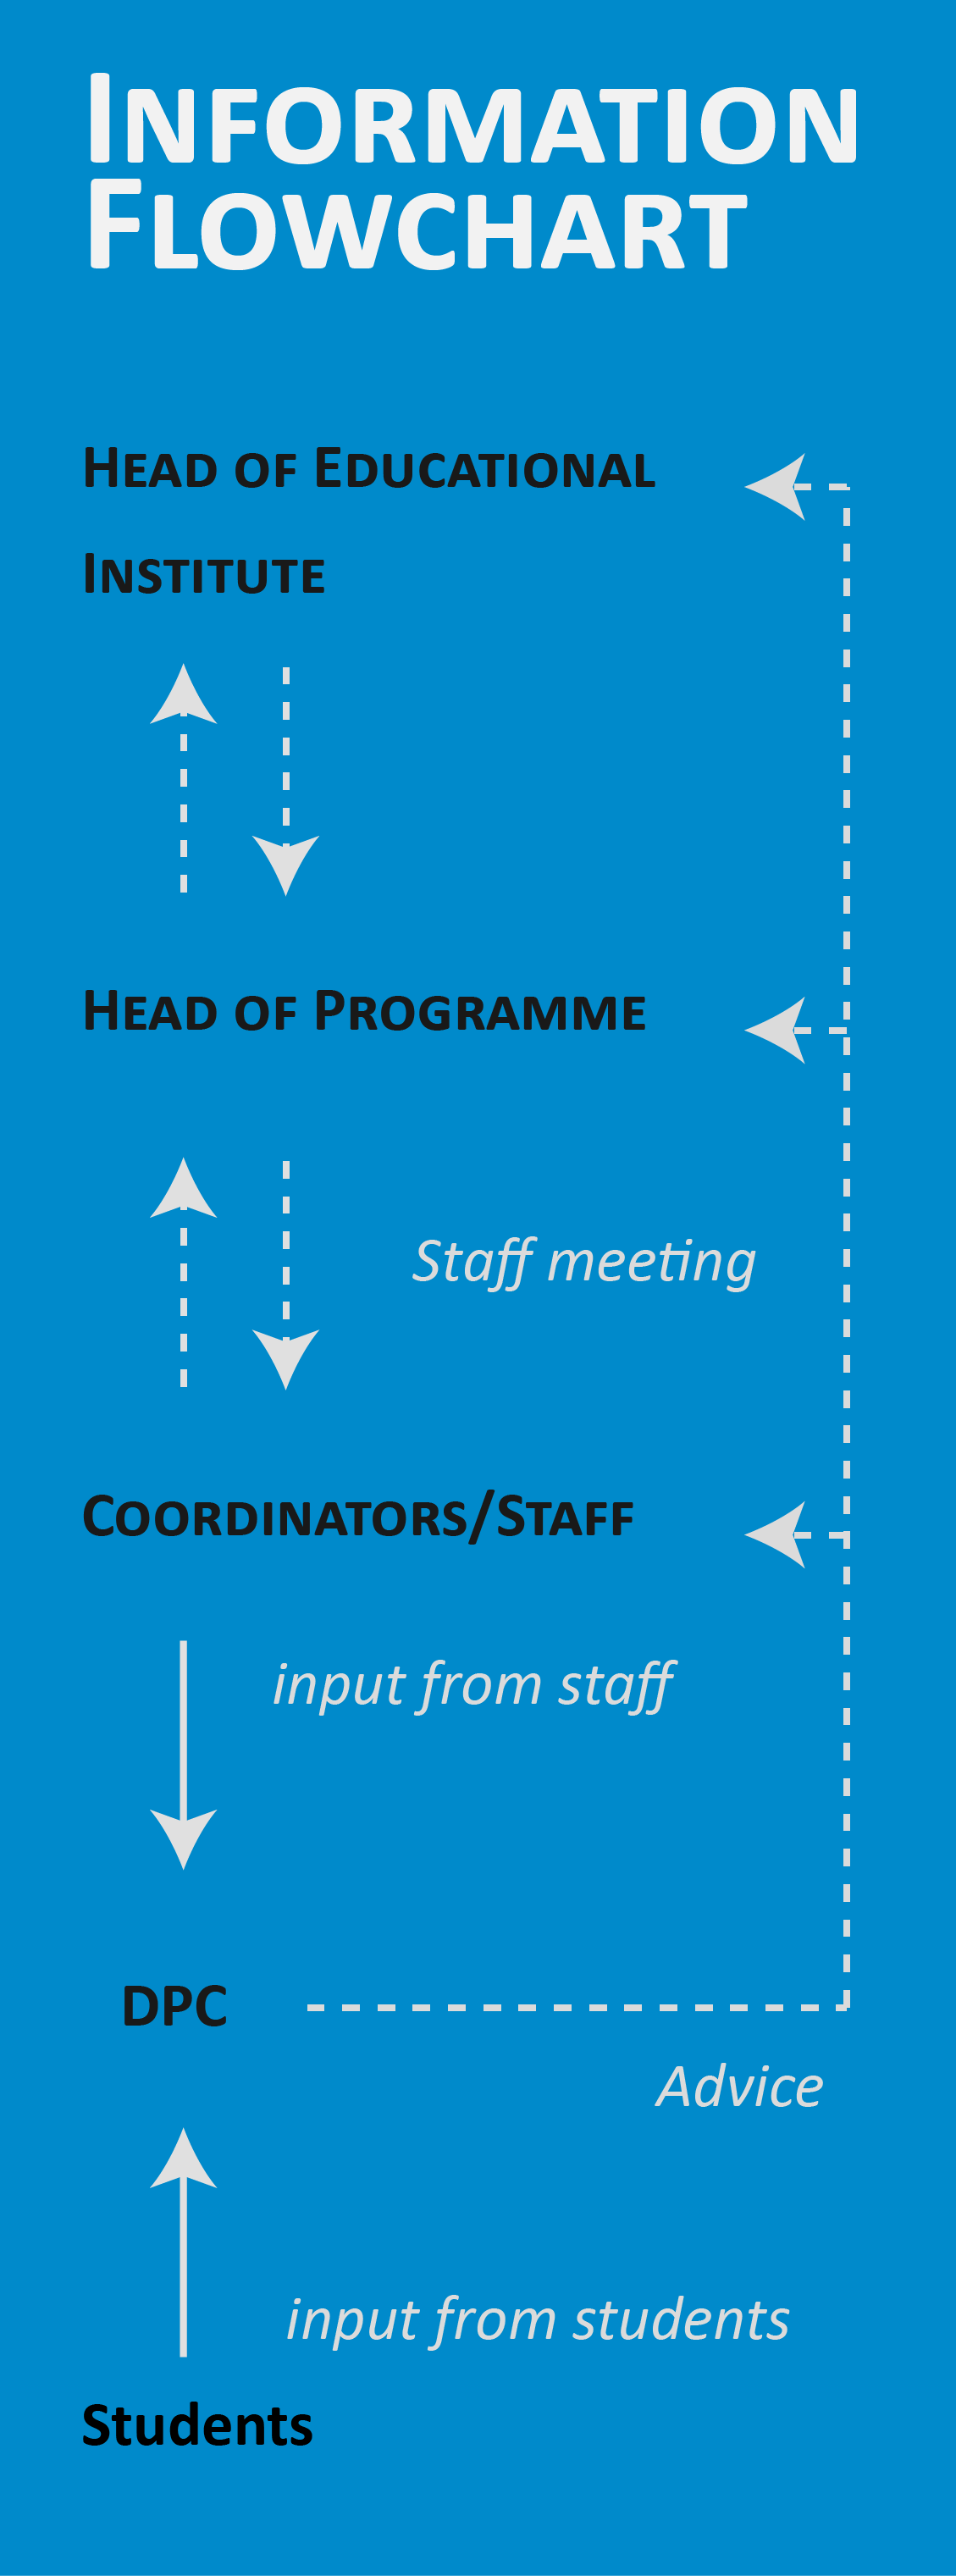 Information
Flowchart
Head of Educational
Institute
Head of Programme
Staff meeting
Coordinators/Staff
input from staff
DPC
Advice
input from students
Students